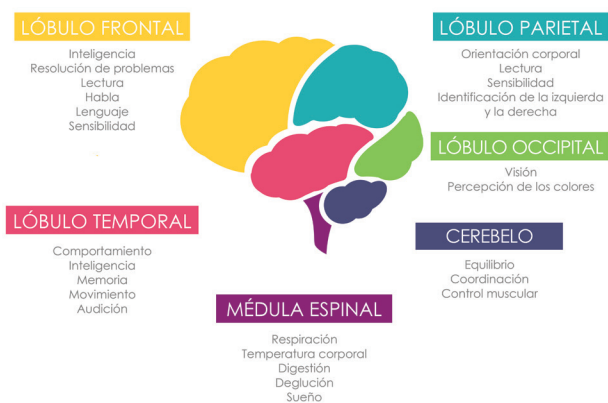 LÓBULO FRONTAL
Inteligencia
Resolución de problemas
Lectura
Habla
Lenguaje
Sensibilidad
LÓBULO PARIETAL
Orientación corporal
Lectura
Sensibilidad
Identificación de la izquierda
y la derecha
LÓBULO OCCIPITAL
Visión
Percepción de los colores
LÓBULO TEMPORAL
Comportamiento
Inteligencia
Memoria
Movimiento
Audición
CEREBELO
Equilibrio
Coordinación
Control muscular
MÉDULA ESPINAL
Respiración
Temperatura corporal
Digestión
Deglución
Sueño